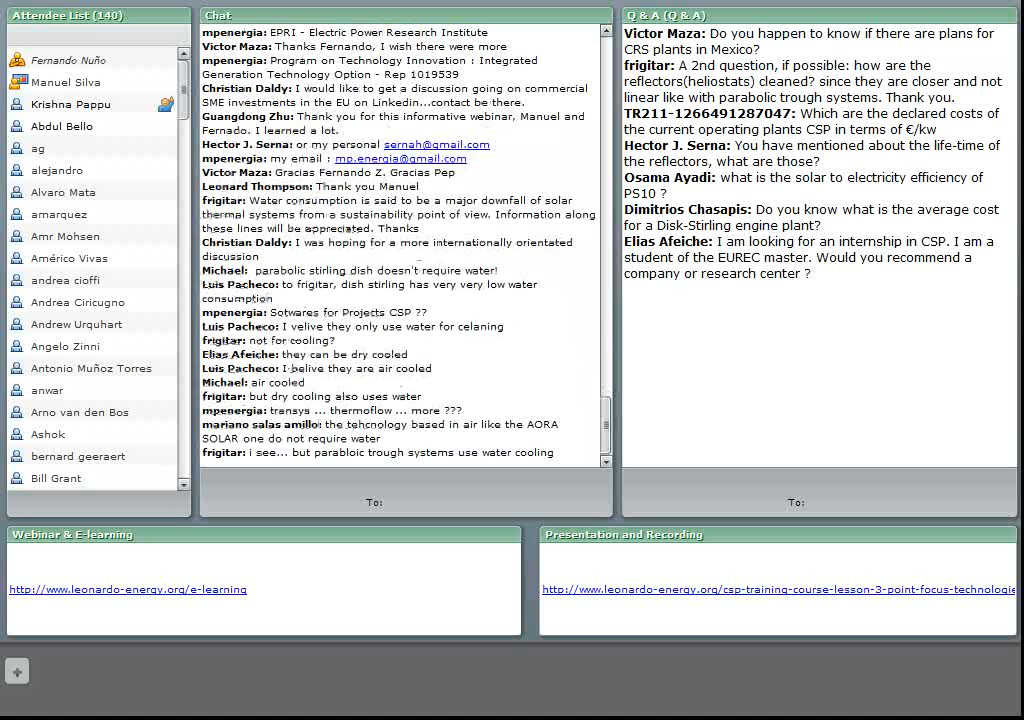 Attendee List (140)
Fernando Nuño
Manuel Silva
Krishna Pappu
Abdul Bello
ag
alejandro
Alvaro Mata
amarquez
Amr Mohsen
Américo Vivas
andrea cioffi
Andrea Ciricugno
Andrew Urquhart
Angelo Zinni
Antonio Muñoz Torres
anwar
Arno van den Bos
Ashok
bernard geeraert
Bill Grant
Chat
mpenergia: EPRI - Electric Power Research Institute
Victor Maza: Thanks Fernando, I wish there were more
mpenergia: Program on Technology Innovation : Integrated
Generation Technology Option - Rep 1019539
Christian Daldy: I would like to get a discussion going on commercial
SME investments in the EU on Linkedin...contact be there.
Guangdong Zhu: Thank you for this informative webinar, Manuel and
Fernado, I learned a lot.
Hector J. Serna: or my personal sernah@gmail.com
mpenergia: my email : mp.energia@gmail.com
Victor Maza: Gracias Fernando Z. Gracias Pep
Leonard Thompson: Thank you Manuel
frigitar: Water consumption is said to be a major downfall of solar
thermal systems from a sustainability point of view. Information along
these lines will be appreciated. Thanks
Christian Daldy: I was hoping for a more internationally orientated
discussion
Michael: parabolic stirling dish doesn't require water!
Luis Pacheco: to frigitar, dish stirling has very very low water
consumption
mpenergia: Sotwares for Projects CSP ??
Luis Pacheco: I velive they only use water for celaning
frigitar: not for cooling?
Elias Afeiche: they can be dry cooled
Luis Pacheco: I belive they are air cooled
Michael: air cooled
frigitar: but dry cooling also uses water
mpenergia: transys ... thermoflow ... more ???
mariano salas amillo: the tehcnology based in air like the AORA
SOLAR one do not require water
frigitar: i see... but parabloic trough systems use water cooling
To:
Q & A (Q & A)
Victor Maza: Do you happen to know if there are plans for
CRS plants in Mexico?
frigitar: A 2nd question, if possible: how are the
reflectors(heliostats) cleaned? since they are closer and not
linear like with parabolic trough systems. Thank you.
TR211-1266491287047: Which are the declared costs of
the current operating plants CSP in terms of €/kw
Hector J. Serna: You have mentioned about the life-time of
the reflectors, what are those?
Osama Ayadi: what is the solar to electricity efficiency of
PS10 ?
Dimitrios Chasapis: Do you know what is the average cost
for a Disk-Stirling engine plant?
Elias Afeiche: I am looking for an internship in CSP. I am a
student of the EUREC master. Would you recommend a
company or research center ?
To:
Webinar & E-learning
http://www.leonardo-energy.org/e-learning
Presentation and Recording
http://www.leonardo-energy.org/csp-training-course-lesson-3-point-focus-technologie